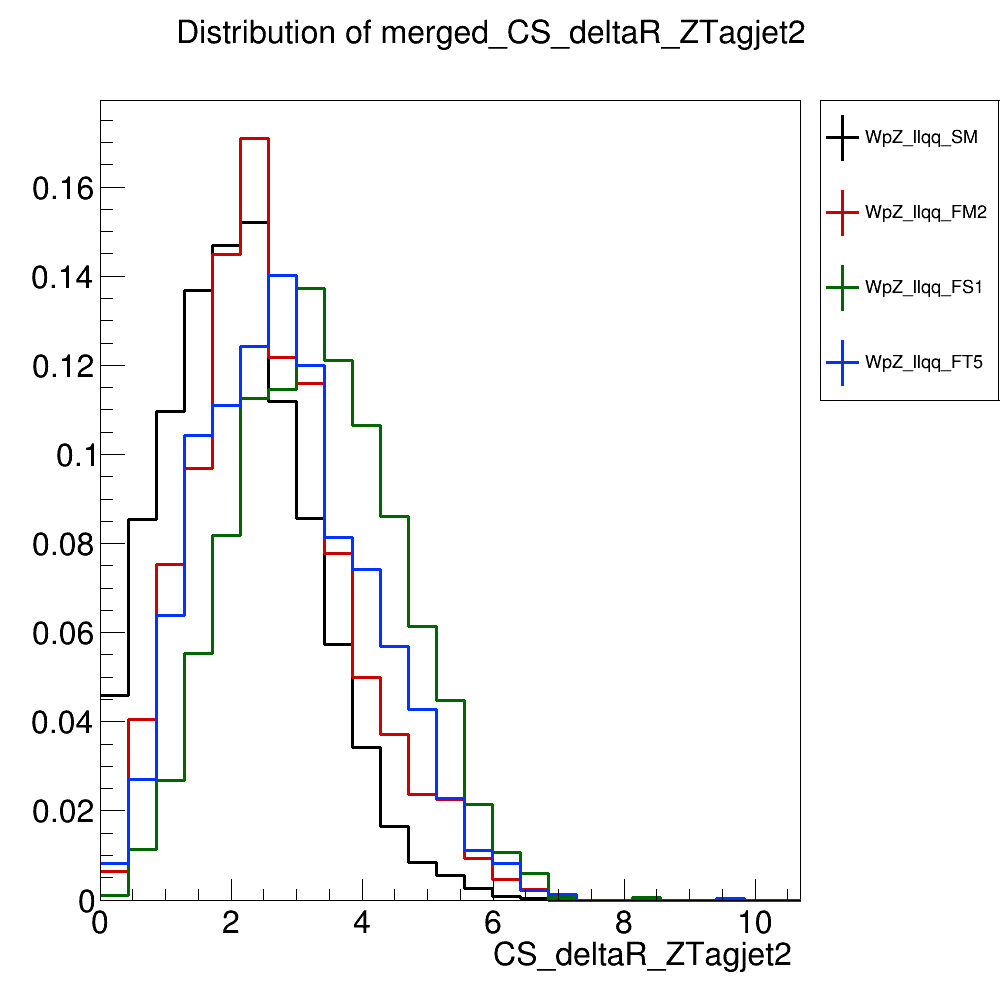 Distribution of merged_CS_deltaR_ZTagjet2
WpZ_llqq_SM
WpZ_llqq_FM2
WpZ_llqq_FS1
WpZ_llqq_FT5
0.16
0.14
0.12
0.1
0.08
0.06
0.04
0.02
0
0 2 4 6 8 10
CS_deltaR_ZTagjet2